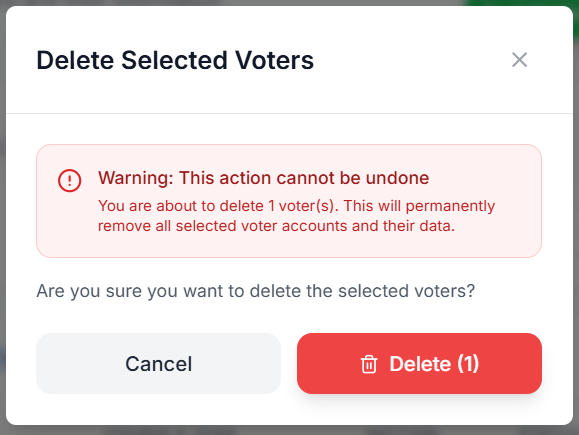 Delete Selected Voters
Warning: This action cannot be undone
You are about to delete 1 voter(s). This will permanently
remove all selected voter accounts and their data.
Are you sure you want to delete the selected voters?
Cancel
Delete (1)